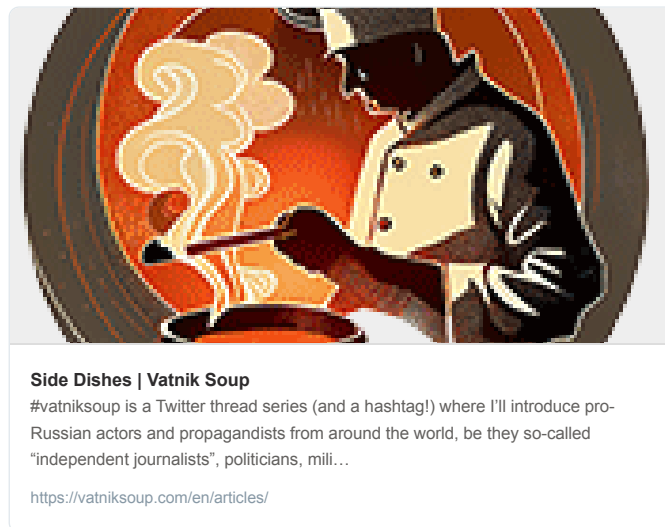 Side Dishes | Vatnik Soup
#vatniksoup is a Twitter thread series (and a hashtag!) where I’ll introduce pro-
Russian actors and propagandists from around the world, be they so-called
“independent journalists”, politicians, mili…
https://vatniksoup.com/en/articles/